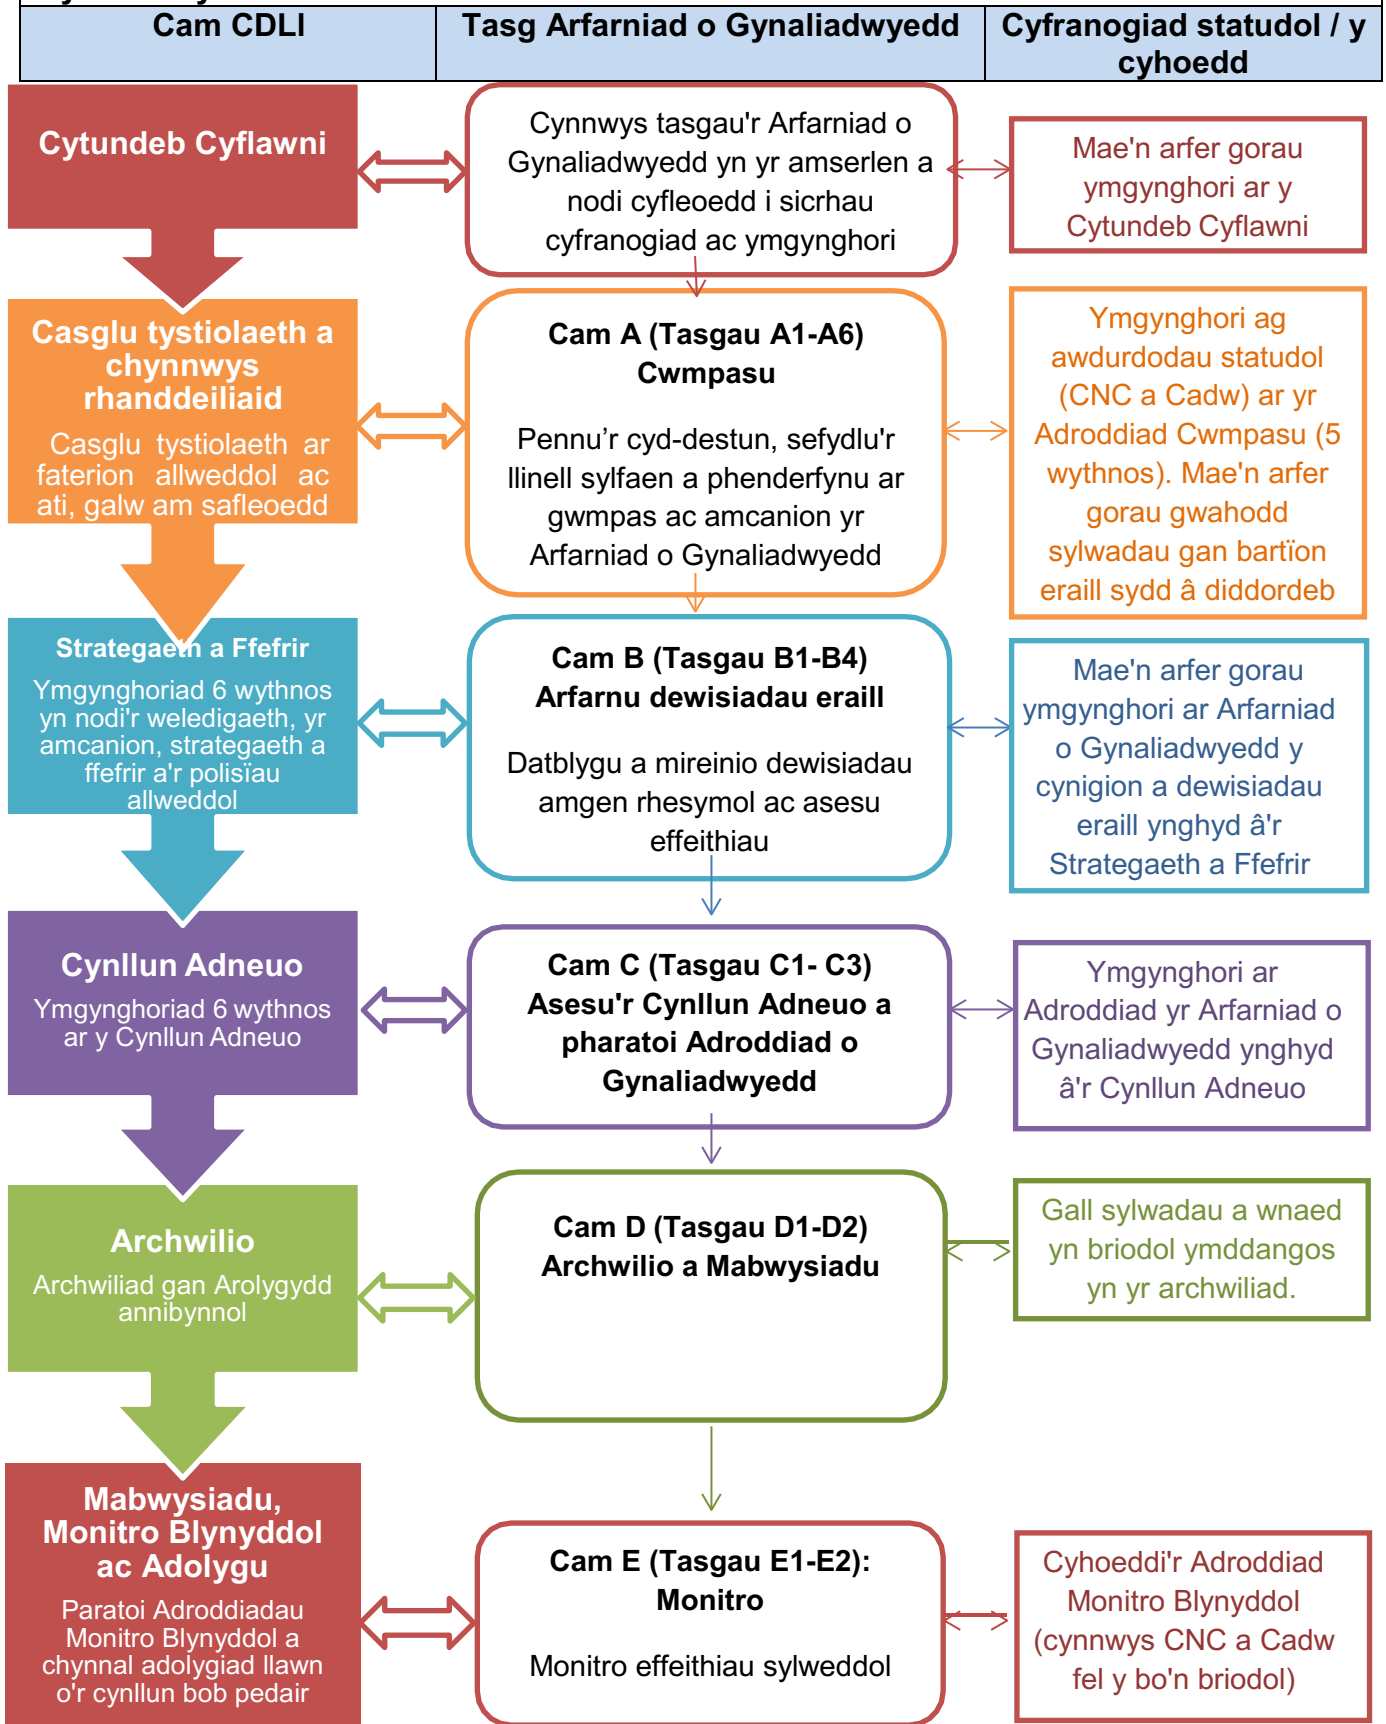 Cam CDLl
Tasg Arfarniad o Gynaliadwyedd
Cyfranogiad statudol / y
cyhoedd
Cytundeb Cyflawni
Cynnwys tasgau'r Arfarniad o
Gynaliadwyedd yn yr amserlen a
nodi cyfleoedd i sicrhau
cyfranogiad ac ymgynghori
Mae'n arfer gorau
ymgynghori ar y
Cytundeb Cyflawni
Casglu tystiolaeth a
chynnwys
rhanddeiliaid
Casglu tystiolaeth ar
faterion allweddol ac
ati, galw am safleoedd
Cam A (Tasgau A1-A6)
Cwmpasu
Pennu’r cyd-destun, sefydlu'r
llinell sylfaen a phenderfynu ar
gwmpas ac amcanion yr
Arfarniad o Gynaliadwyedd
Ymgynghori ag
awdurdodau statudol
(CNC a Cadw) ar yr
Adroddiad Cwmpasu (5
wythnos). Mae'n arfer
gorau gwahodd
sylwadau gan bartïon
eraill sydd â diddordeb
Strategaeth a Ffefrir
Ymgynghoriad 6 wythnos
yn nodi'r weledigaeth, yr
amcanion, strategaeth a
ffefrir a'r polisïau
allweddol
Cam B (Tasgau B1-B4)
Arfarnu dewisiadau eraill
Datblygu a mireinio dewisiadau
amgen rhesymol ac asesu
effeithiau
Mae'n arfer gorau
ymgynghori ar Arfarniad
o Gynaliadwyedd y
cynigion a dewisiadau
eraill ynghyd â'r
Strategaeth a Ffefrir
Cynllun Adneuo
Ymgynghoriad 6 wythnos
ar y Cynllun Adneuo
Cam C (Tasgau C1- C3)
Asesu'r Cynllun Adneuo a
pharatoi Adroddiad o
Gynaliadwyedd
Ymgynghori ar
Adroddiad yr Arfarniad o
Gynaliadwyedd ynghyd
â'r Cynllun Adneuo
Archwilio
Archwiliad gan Arolygydd
annibynnol
Cam D (Tasgau D1-D2)
Archwilio a Mabwysiadu
Gall sylwadau a wnaed
yn briodol ymddangos
yn yr archwiliad.
Mabwysiadu,
Monitro Blynyddol
ac Adolygu
Paratoi Adroddiadau
Monitro Blynyddol a
chynnal adolygiad llawn
o'r cynllun bob pedair
Cam E (Tasgau E1-E2):
Monitro
Monitro effeithiau sylweddol
Cyhoeddi'r Adroddiad
Monitro Blynyddol
(cynnwys CNC a Cadw
fel y bo'n briodol)